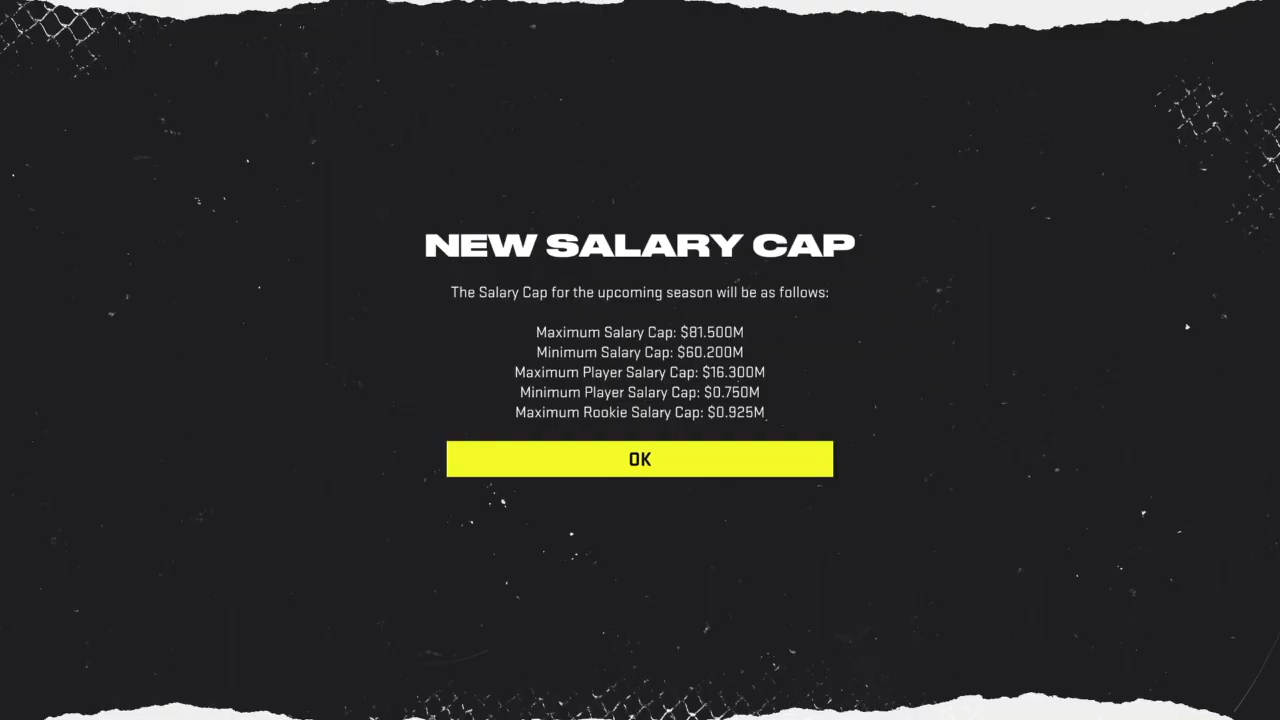 NEW SALARY CAP
The Salary Cap for the upcoming season will be as follows:
Maximum Salary Cap: $81.500M
Minimum Salary Cap: $60.200M
Maximum Player Salary Cap: $16.300M
Minimum Player Salary Cap: $0.750M
Maximum Rookie Salary Cap: $0.925M
OK